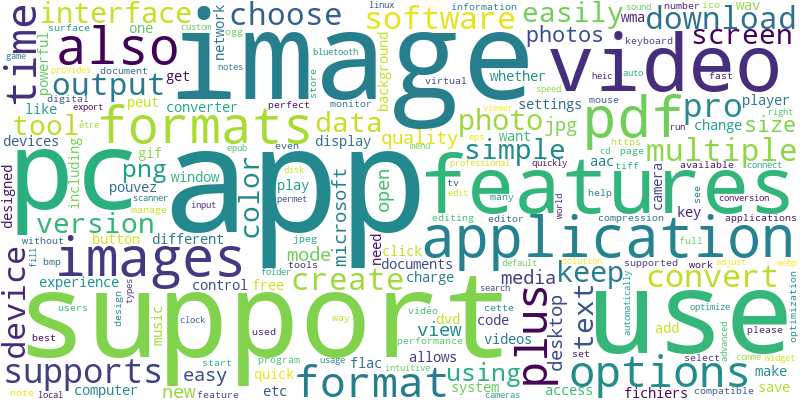 image
app
support
use
pc
video
features
application
pdf
formats
images
format
plus
options
also
supports
time
device
interface
choose
software
easily
download
screen
photos
output
tool
data
photo
pro
simple
multiple
version
create
convert
keep
text
color
png
jpg
quality
size
using
easy
microsoft
desktop
media
view
mode
open
window
pouvez
different
devices
converter
peut
get
like
one
powerful
network
background
whether
settings
linux
information
number
ico
wma
wav
sound
ogg
custom
surface
game
provides
document
digital
export
notes
bluetooth
store
perfect
monitor
virtual
keyboard
heic
auto
fast
player
mouse
speed
right
run
change
https
cd
page
want
viewer
eps
menu
even
display
gif
including
être
epub
designed
scanner
manage
disk
play
input
permet
professional
edit
quickly
aac
tiff
camera
available
connect
conversion
tv
many
help
see
world
applications
editing
editor
compression
key
full
fill
without
bmp
button
jpeg
tools
need
click
documents
charge
code
videos
dvd
flac
allows
system
access
fichiers
add
make
save
compatible
select
set
supported
work
adjust
webp
optimization
solution
default
automatically
optimize
advanced
please
widget
comme
experience
control
free
folder
search
vidéo
cette
performance
users
design
types
music
clock
used
way
best
computer
new
quick
start
program
usage
intuitive
cameras
note
local
feature
etc